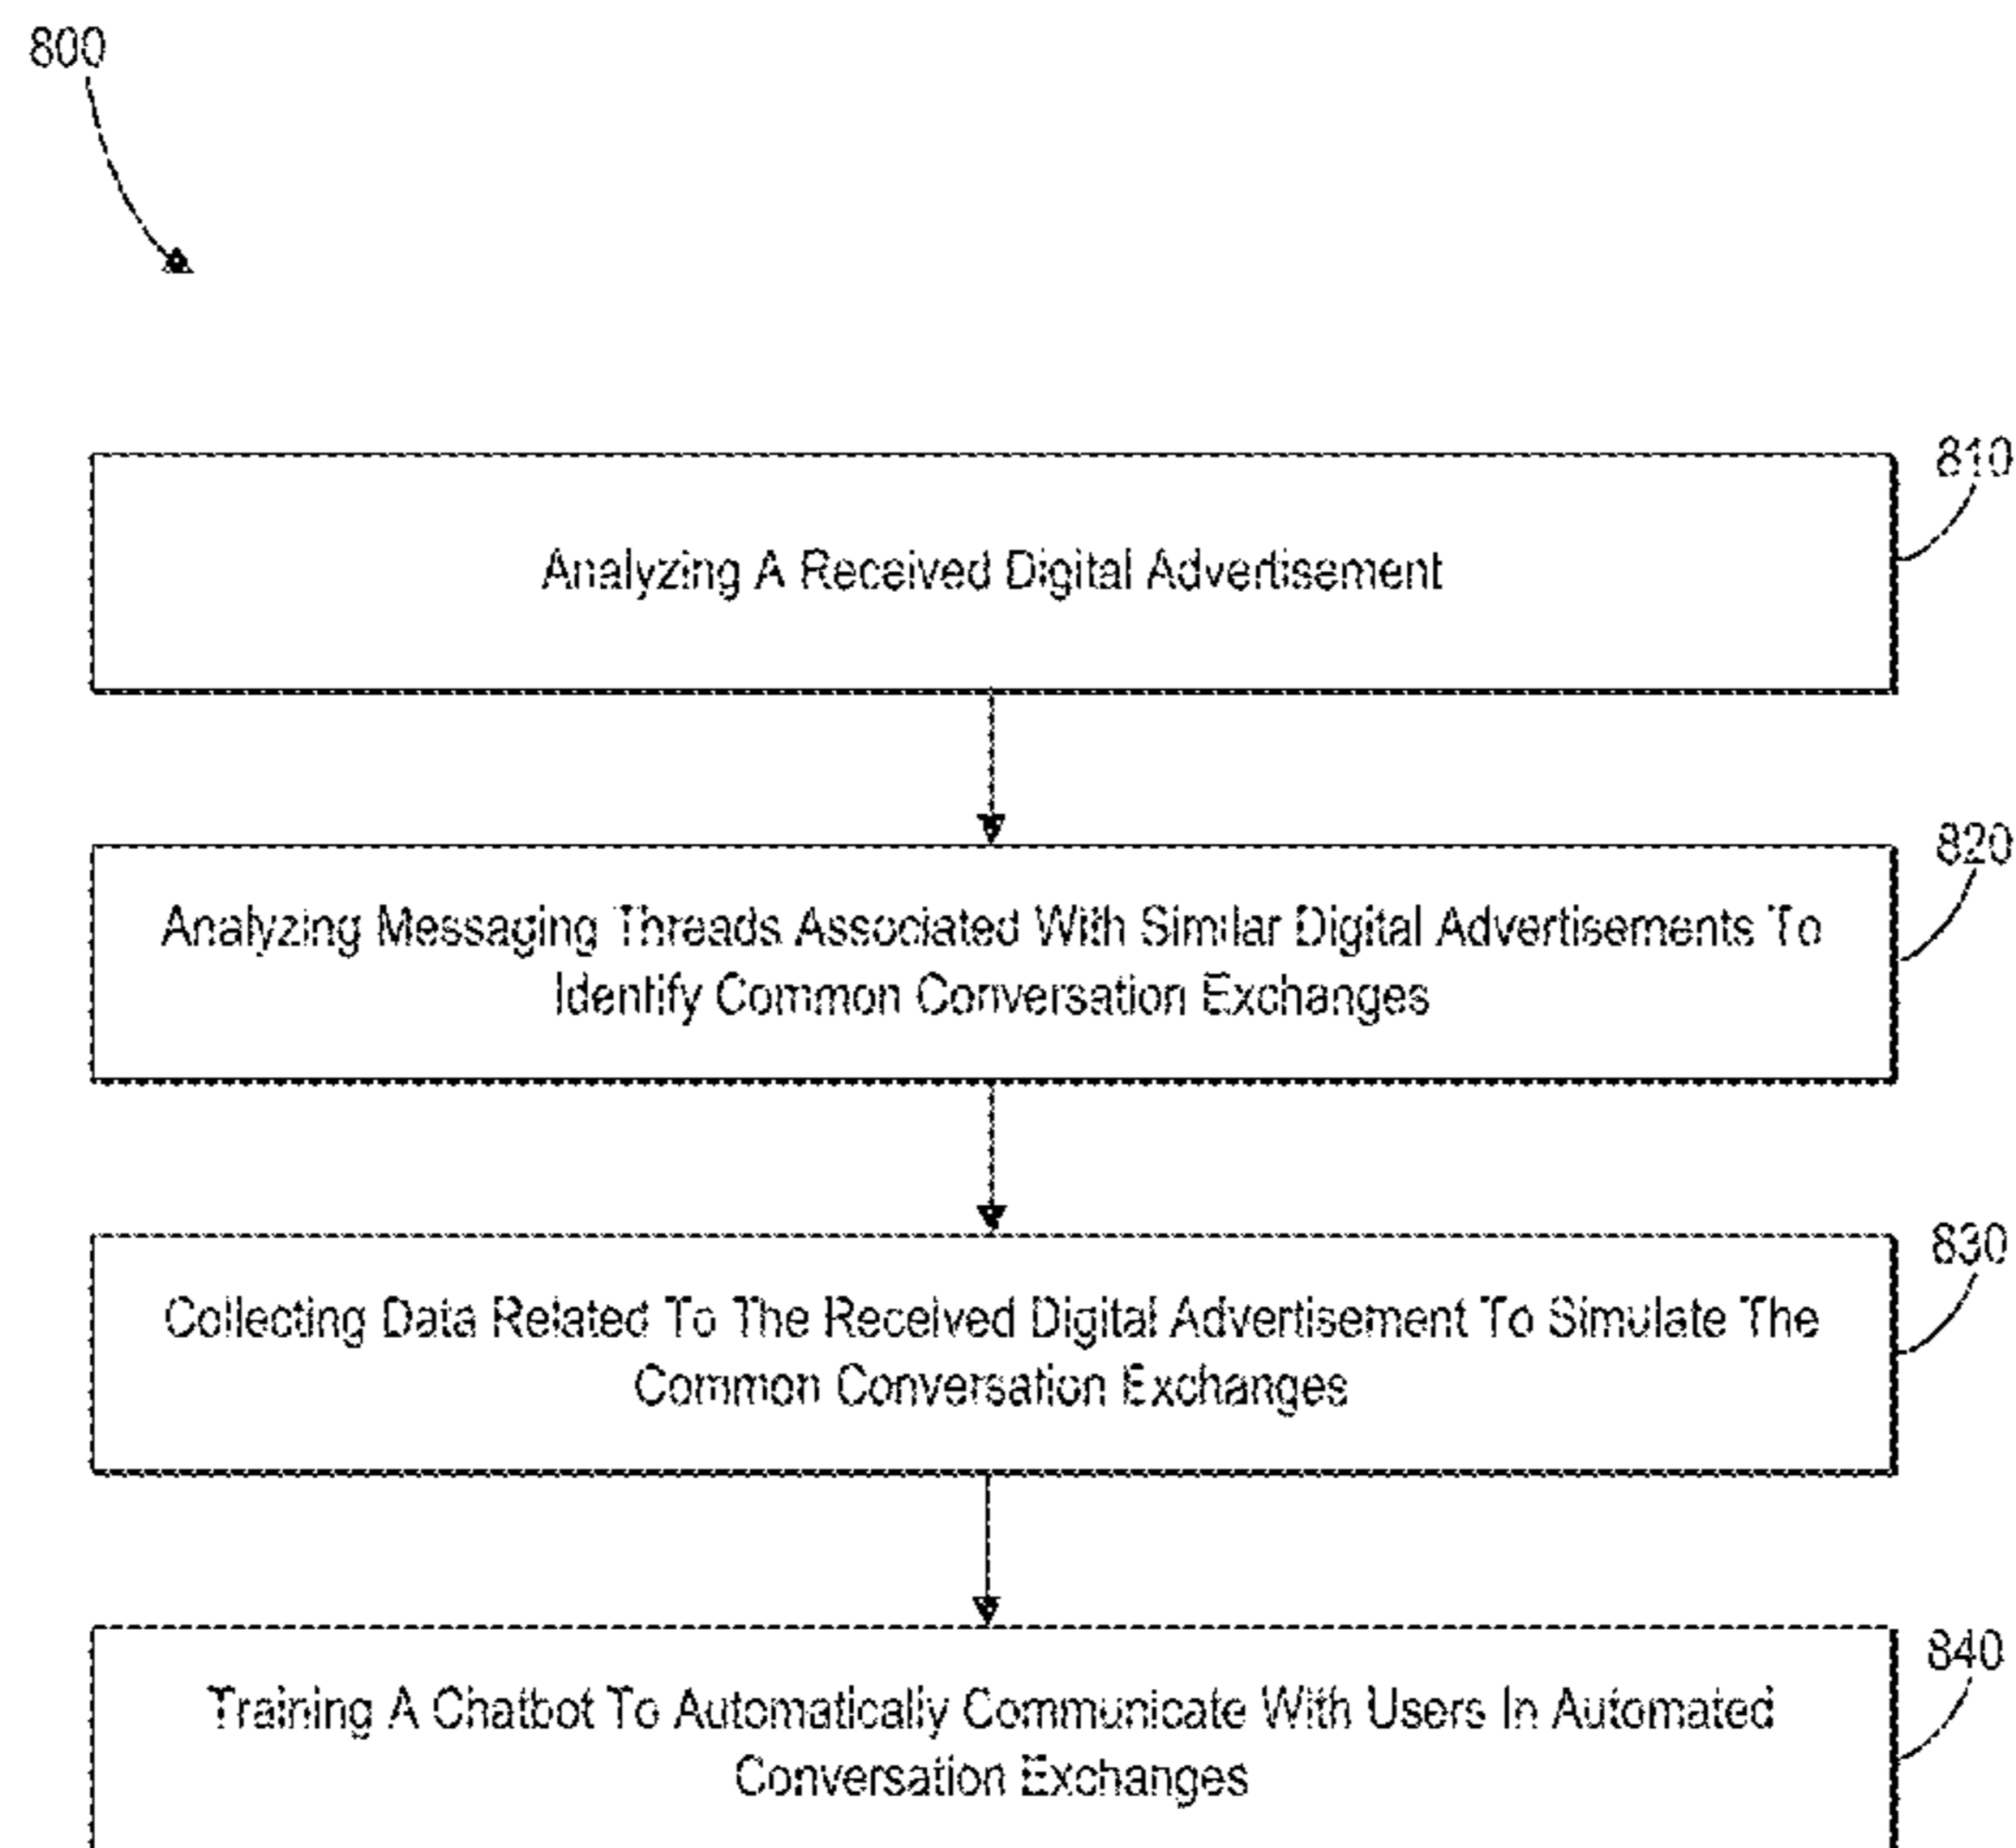 800
810
Analyzing A Received Digital Advertisement
820
Analyzing Messaging Threads Associated With Similar Digital Advertisements To
Identify Common Conversation Exchanges
830
Collecting Data Related To The Received Digital Advertisement To Simulate The
Common Conversation Exchanges
840
Training A Chatbot To Automatically Communicate With Users In Automated
Conversation Exchanges